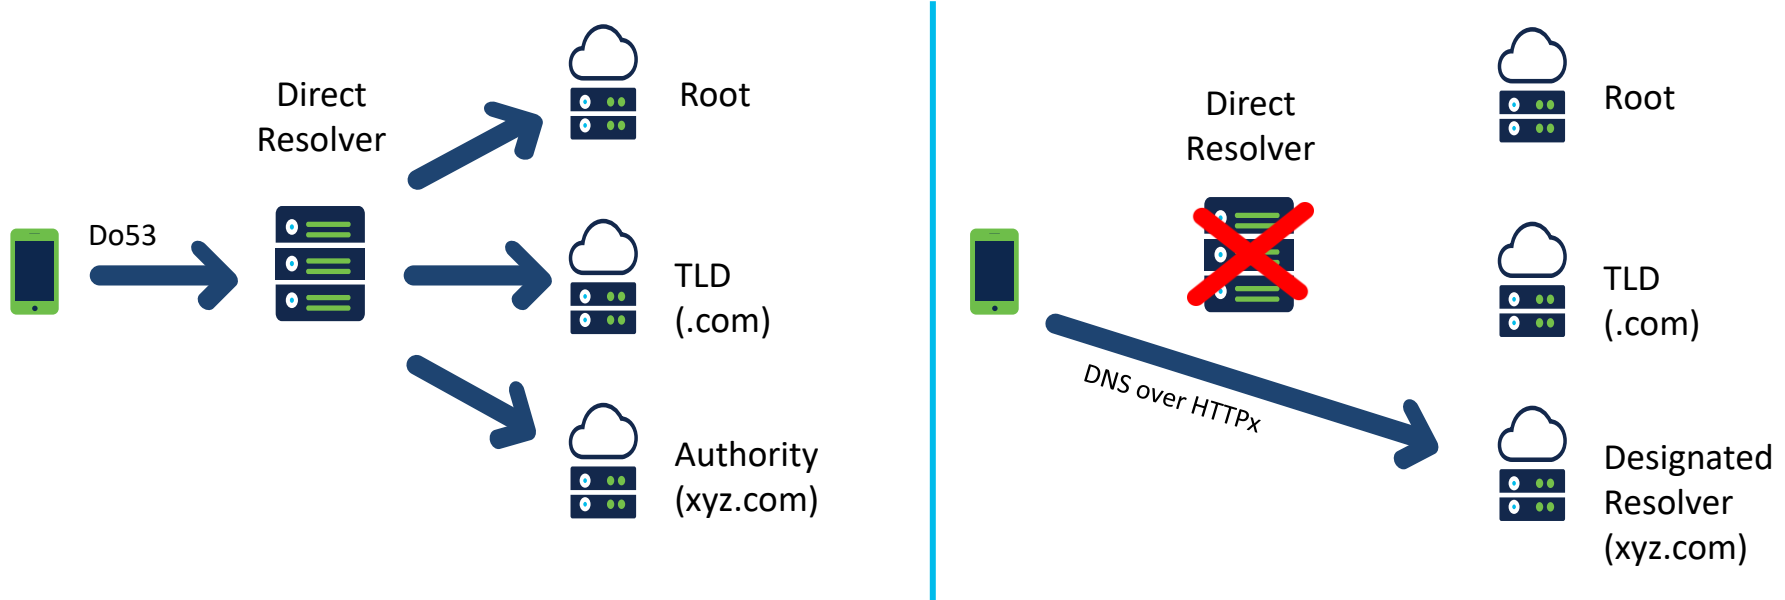 Direct
Resolver
Root
Do53
TLD
(.com)
Authority
(xyz.com)
Direct
Resolver
Root
TLD
(.com)
DNS over HTTPx
Designated
Resolver
(xyz.com)